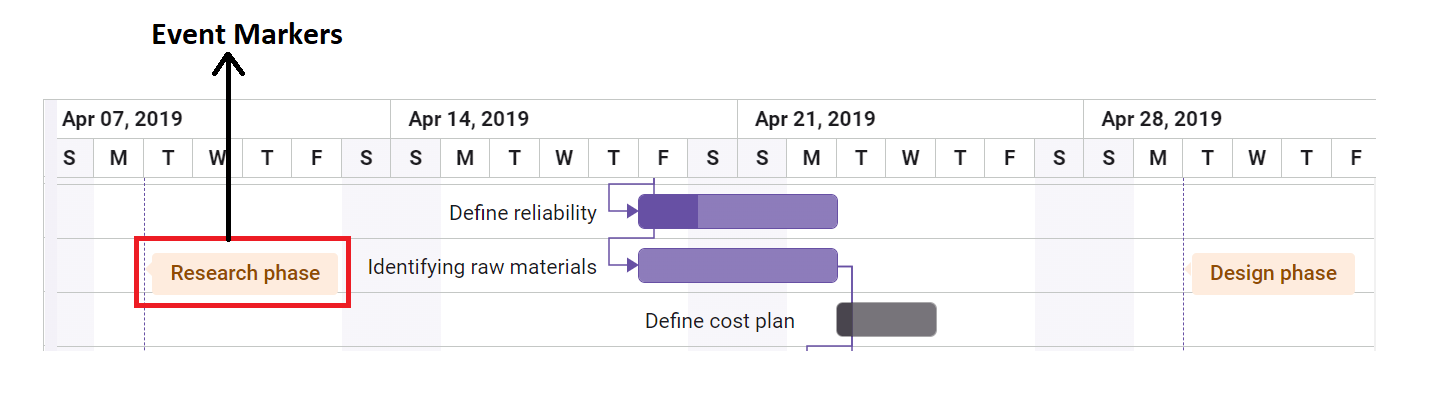 Event Markers
Apr 07, 2019 Apr 14, 2019 Apr 21, 2019 Apr 28, 2019
S M T W T F S S M T W T F S S M T W T F S S M T W T F
Define reliability
Identifying raw materials
Research phase
Design phase
Define cost plan